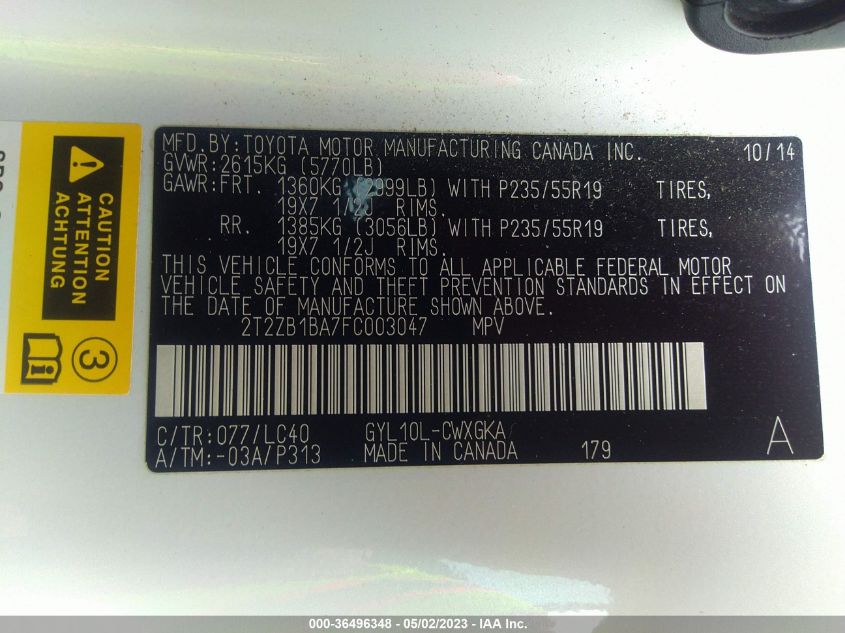 MFD. BY: TOYOTA MOTOR MANUFACTURING CANADA INC. 10/14
GVWR: 2615KG (5770LB)
GAWR: FRT. 1360KG (2999LB) WITH P235/55R19 TIRES,
19X7 1/2J RIMS.
RR. 1385KG (3056LB) WITH P235/55R19 TIRES,
19X7 1/2J RIMS.
THIS VEHICLE CONFORMS TO ALL APPLICABLE FEDERAL MOTOR
VEHICLE SAFETY AND THEFT PREVENTION STANDARDS IN EFFECT ON
THE DATE OF MANUFACTURE SHOWN ABOVE.
2T2ZB1BA7FC003047 MPV
C/TR: 077/LC40 GYL10L-CWXGKA
A/TM: -03A/P313 MADE IN CANADA 179 A
CAUTION
ATTENTION
ACHTUNG
3
000-36496348 - 05/02/2023 - IAA Inc.